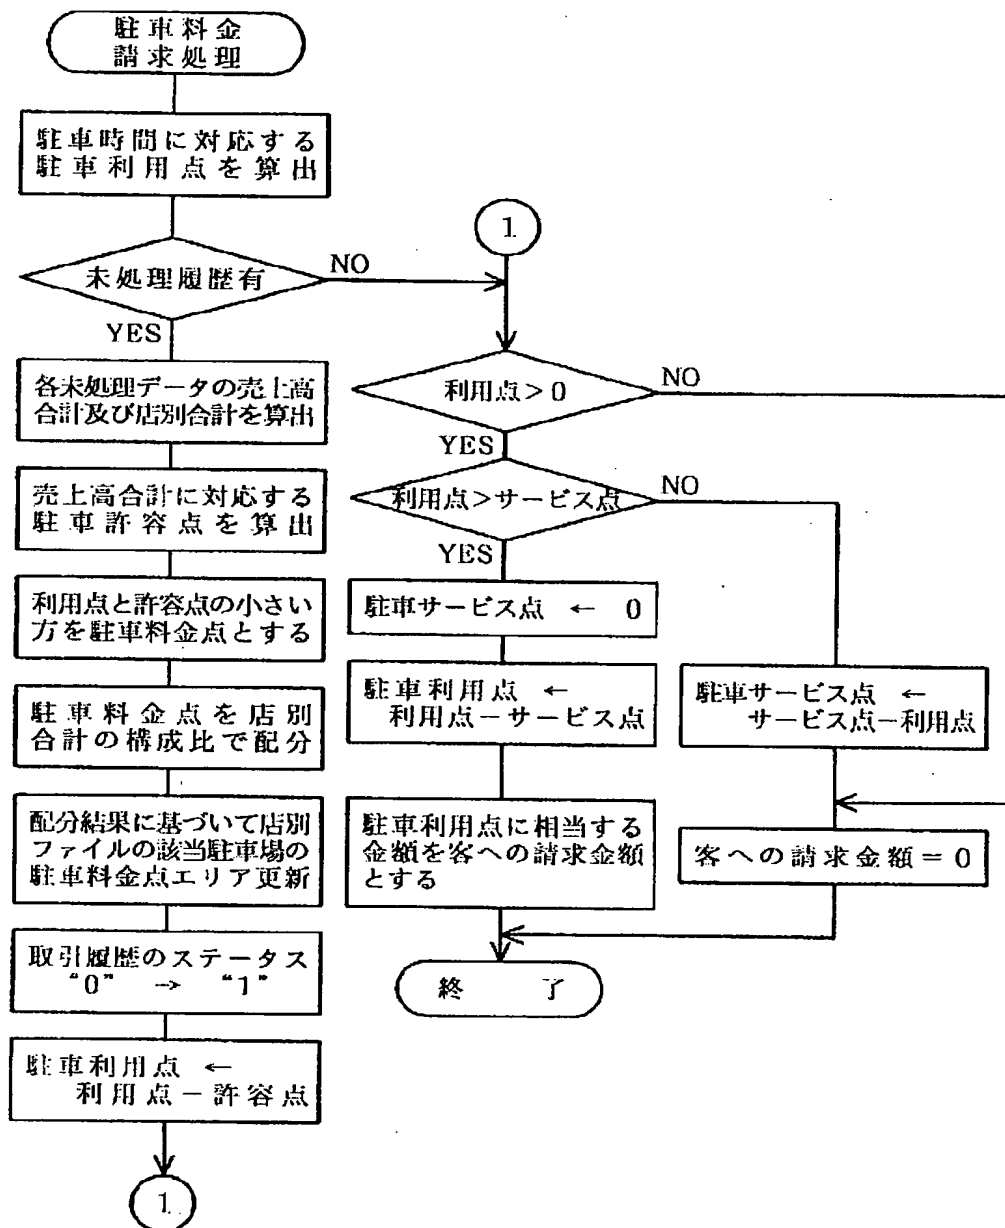 駐車料金
請求処理
駐車時間に対応する
駐車利用点を算出
未処理履歴有
NO
YES
各未処理データの売上高
合計及び店別合計を算出
売上高合計に対応する
駐車許容点を算出
利用点と許容点の小さい
方を駐車料金点とする
駐車料金点を店別
合計の構成比で配分
配分結果に基づいて店別
ファイルの該当駐車場の
駐車料金点エリア更新
取引履歴のステータス
“0” → “1”
駐車利用点 ←
利用点-許容点
1
1
利用点>0
NO
YES
利用点>サービス点
NO
YES
駐車サービス点 ← 0
駐車利用点 ←
利用点-サービス点
駐車サービス点 ←
サービス点-利用点
駐車利用点に相当する
金額を客への請求金額
とする
客への請求金額=0
終 了